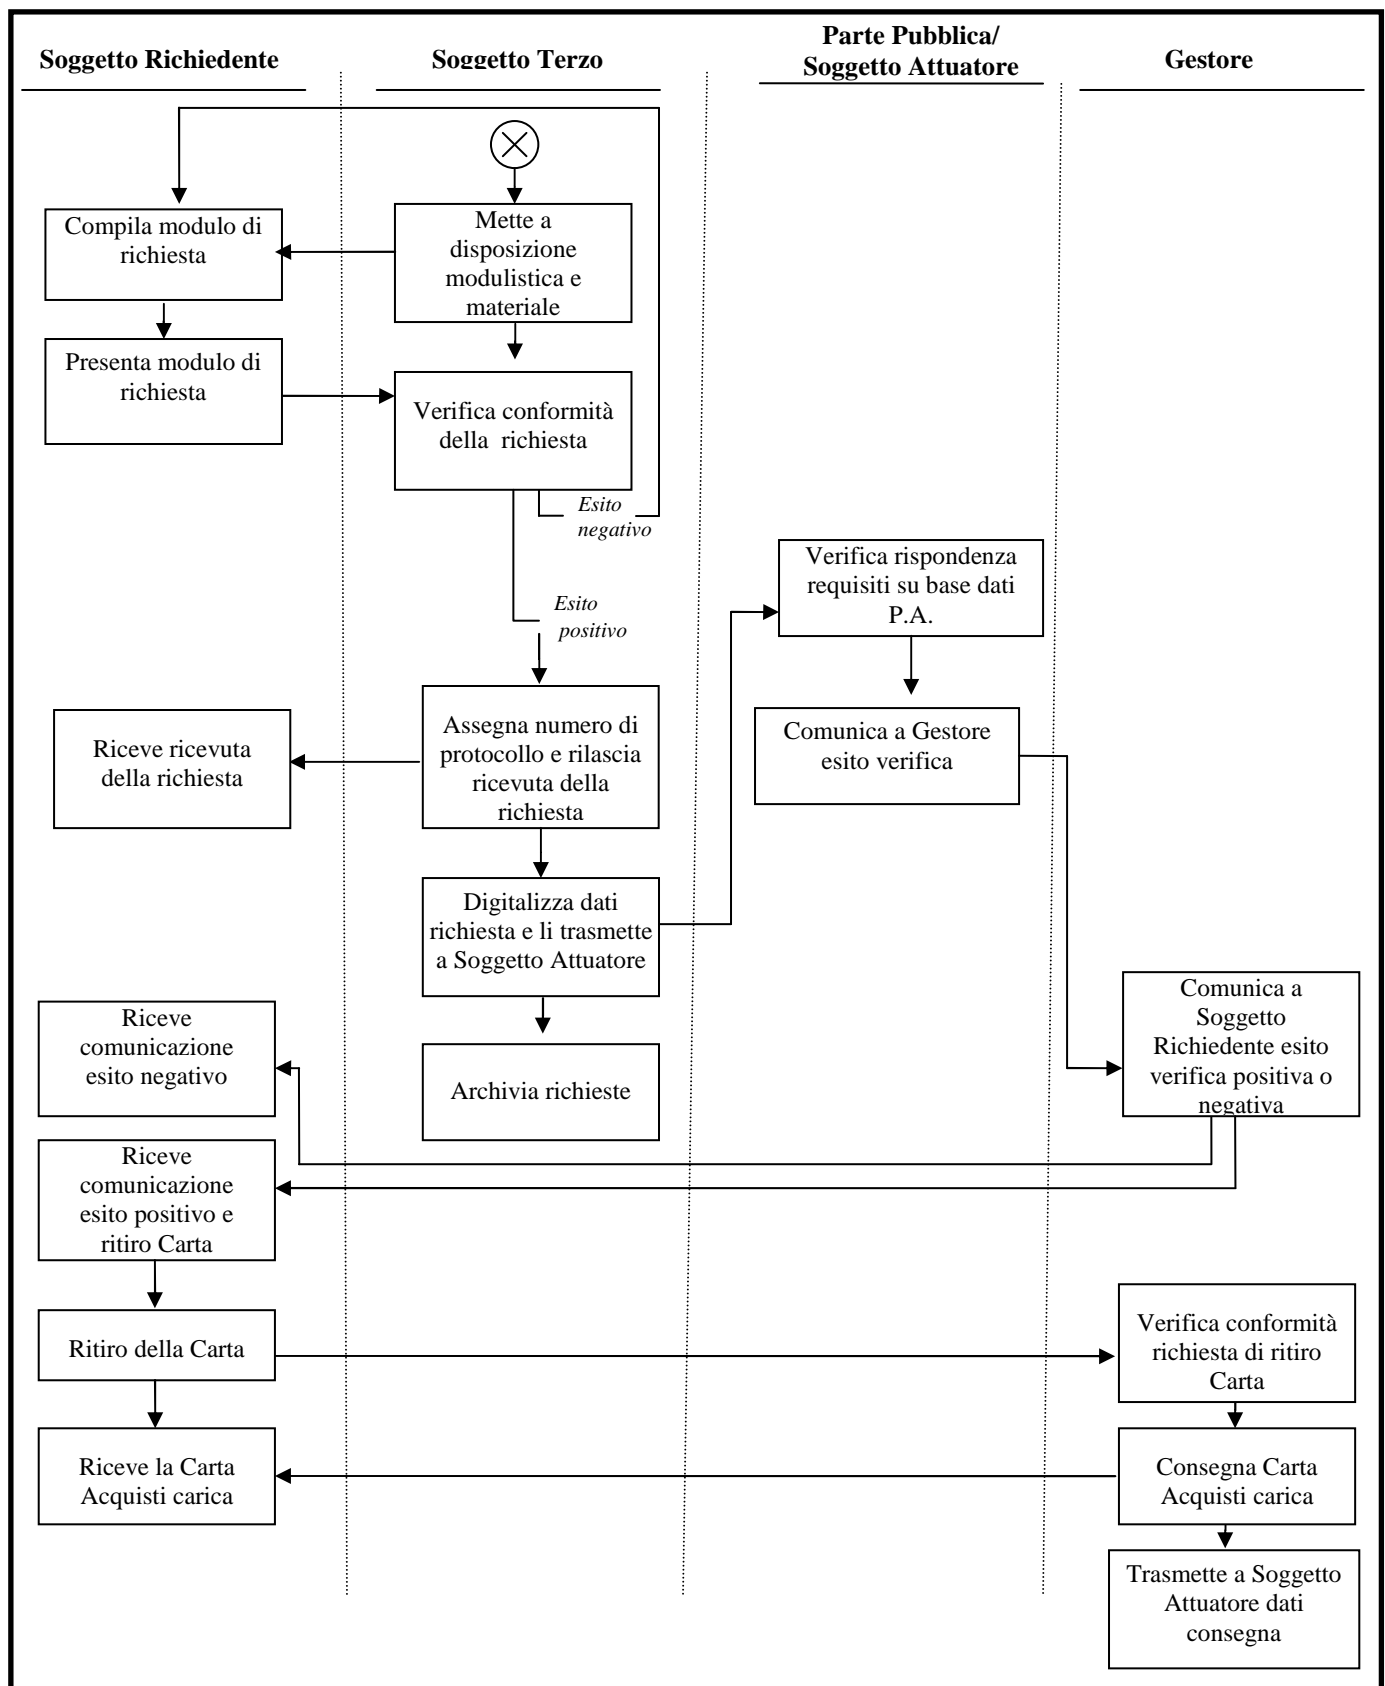 Soggetto Richiedente
Soggetto Terzo
Parte Pubblica/
Soggetto Attuatore
Gestore
Compila modulo di
richiesta
Mette a
disposizione
modulistica e
materiale
Presenta modulo di
richiesta
Verifica conformità
della richiesta
Esito
negativo
Esito
positivo
Verifica rispondenza
requisiti su base dati
P.A.
Riceve ricevuta
della richiesta
Assegna numero di
protocollo e rilascia
ricevuta della
richiesta
Comunica a Gestore
esito verifica
Digitalizza dati
richiesta e li trasmette
a Soggetto Attuatore
Archivia richieste
Comunica a
Soggetto
Richiedente esito
verifica positiva o
negativa
Riceve
comunicazione
esito negativo
Riceve
comunicazione
esito positivo e
ritiro Carta
Ritiro della Carta
Verifica conformità
richiesta di ritiro
Carta
Riceve la Carta
Acquisti carica
Consegna Carta
Acquisti carica
Trasmette a Soggetto
Attuatore dati
consegna